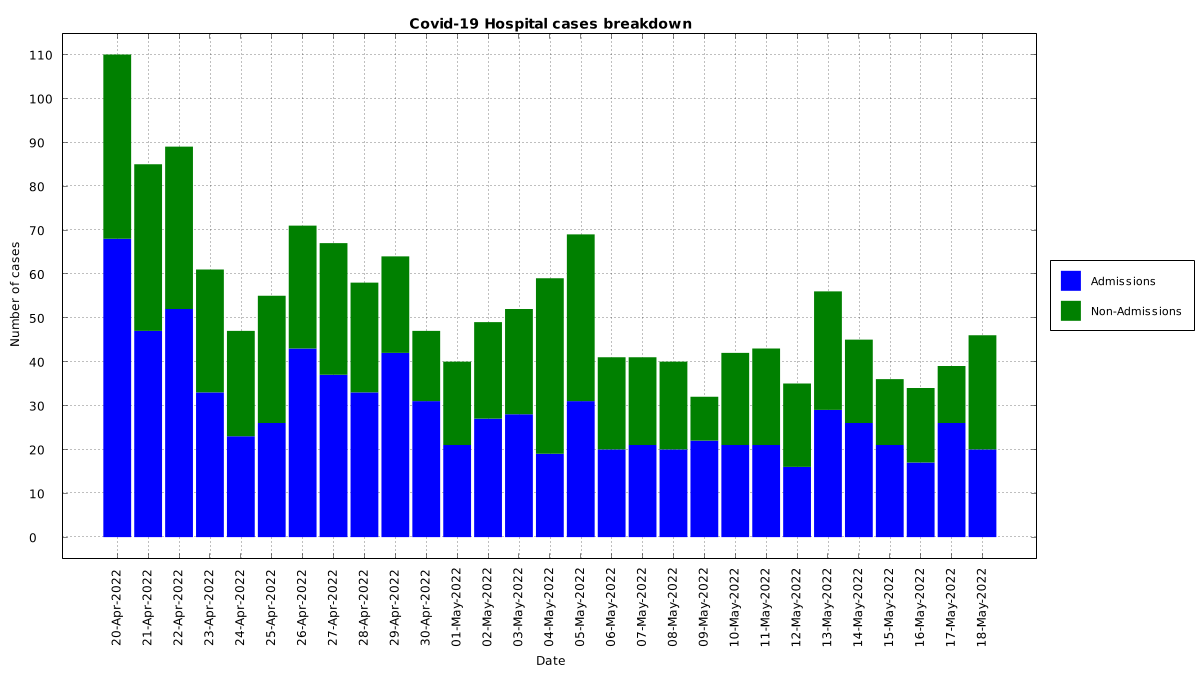 Covid-19 Hospital cases breakdown
110
100
90
80
70
60
50
40
30
20
10
0
Number of cases
Admissions
Non-Admissions
20-Apr-2022
21-Apr-2022
22-Apr-2022
23-Apr-2022
24-Apr-2022
25-Apr-2022
26-Apr-2022
27-Apr-2022
28-Apr-2022
29-Apr-2022
30-Apr-2022
01-May-2022
02-May-2022
03-May-2022
04-May-2022
05-May-2022
06-May-2022
07-May-2022
08-May-2022
09-May-2022
10-May-2022
11-May-2022
12-May-2022
13-May-2022
14-May-2022
15-May-2022
16-May-2022
17-May-2022
18-May-2022
Date